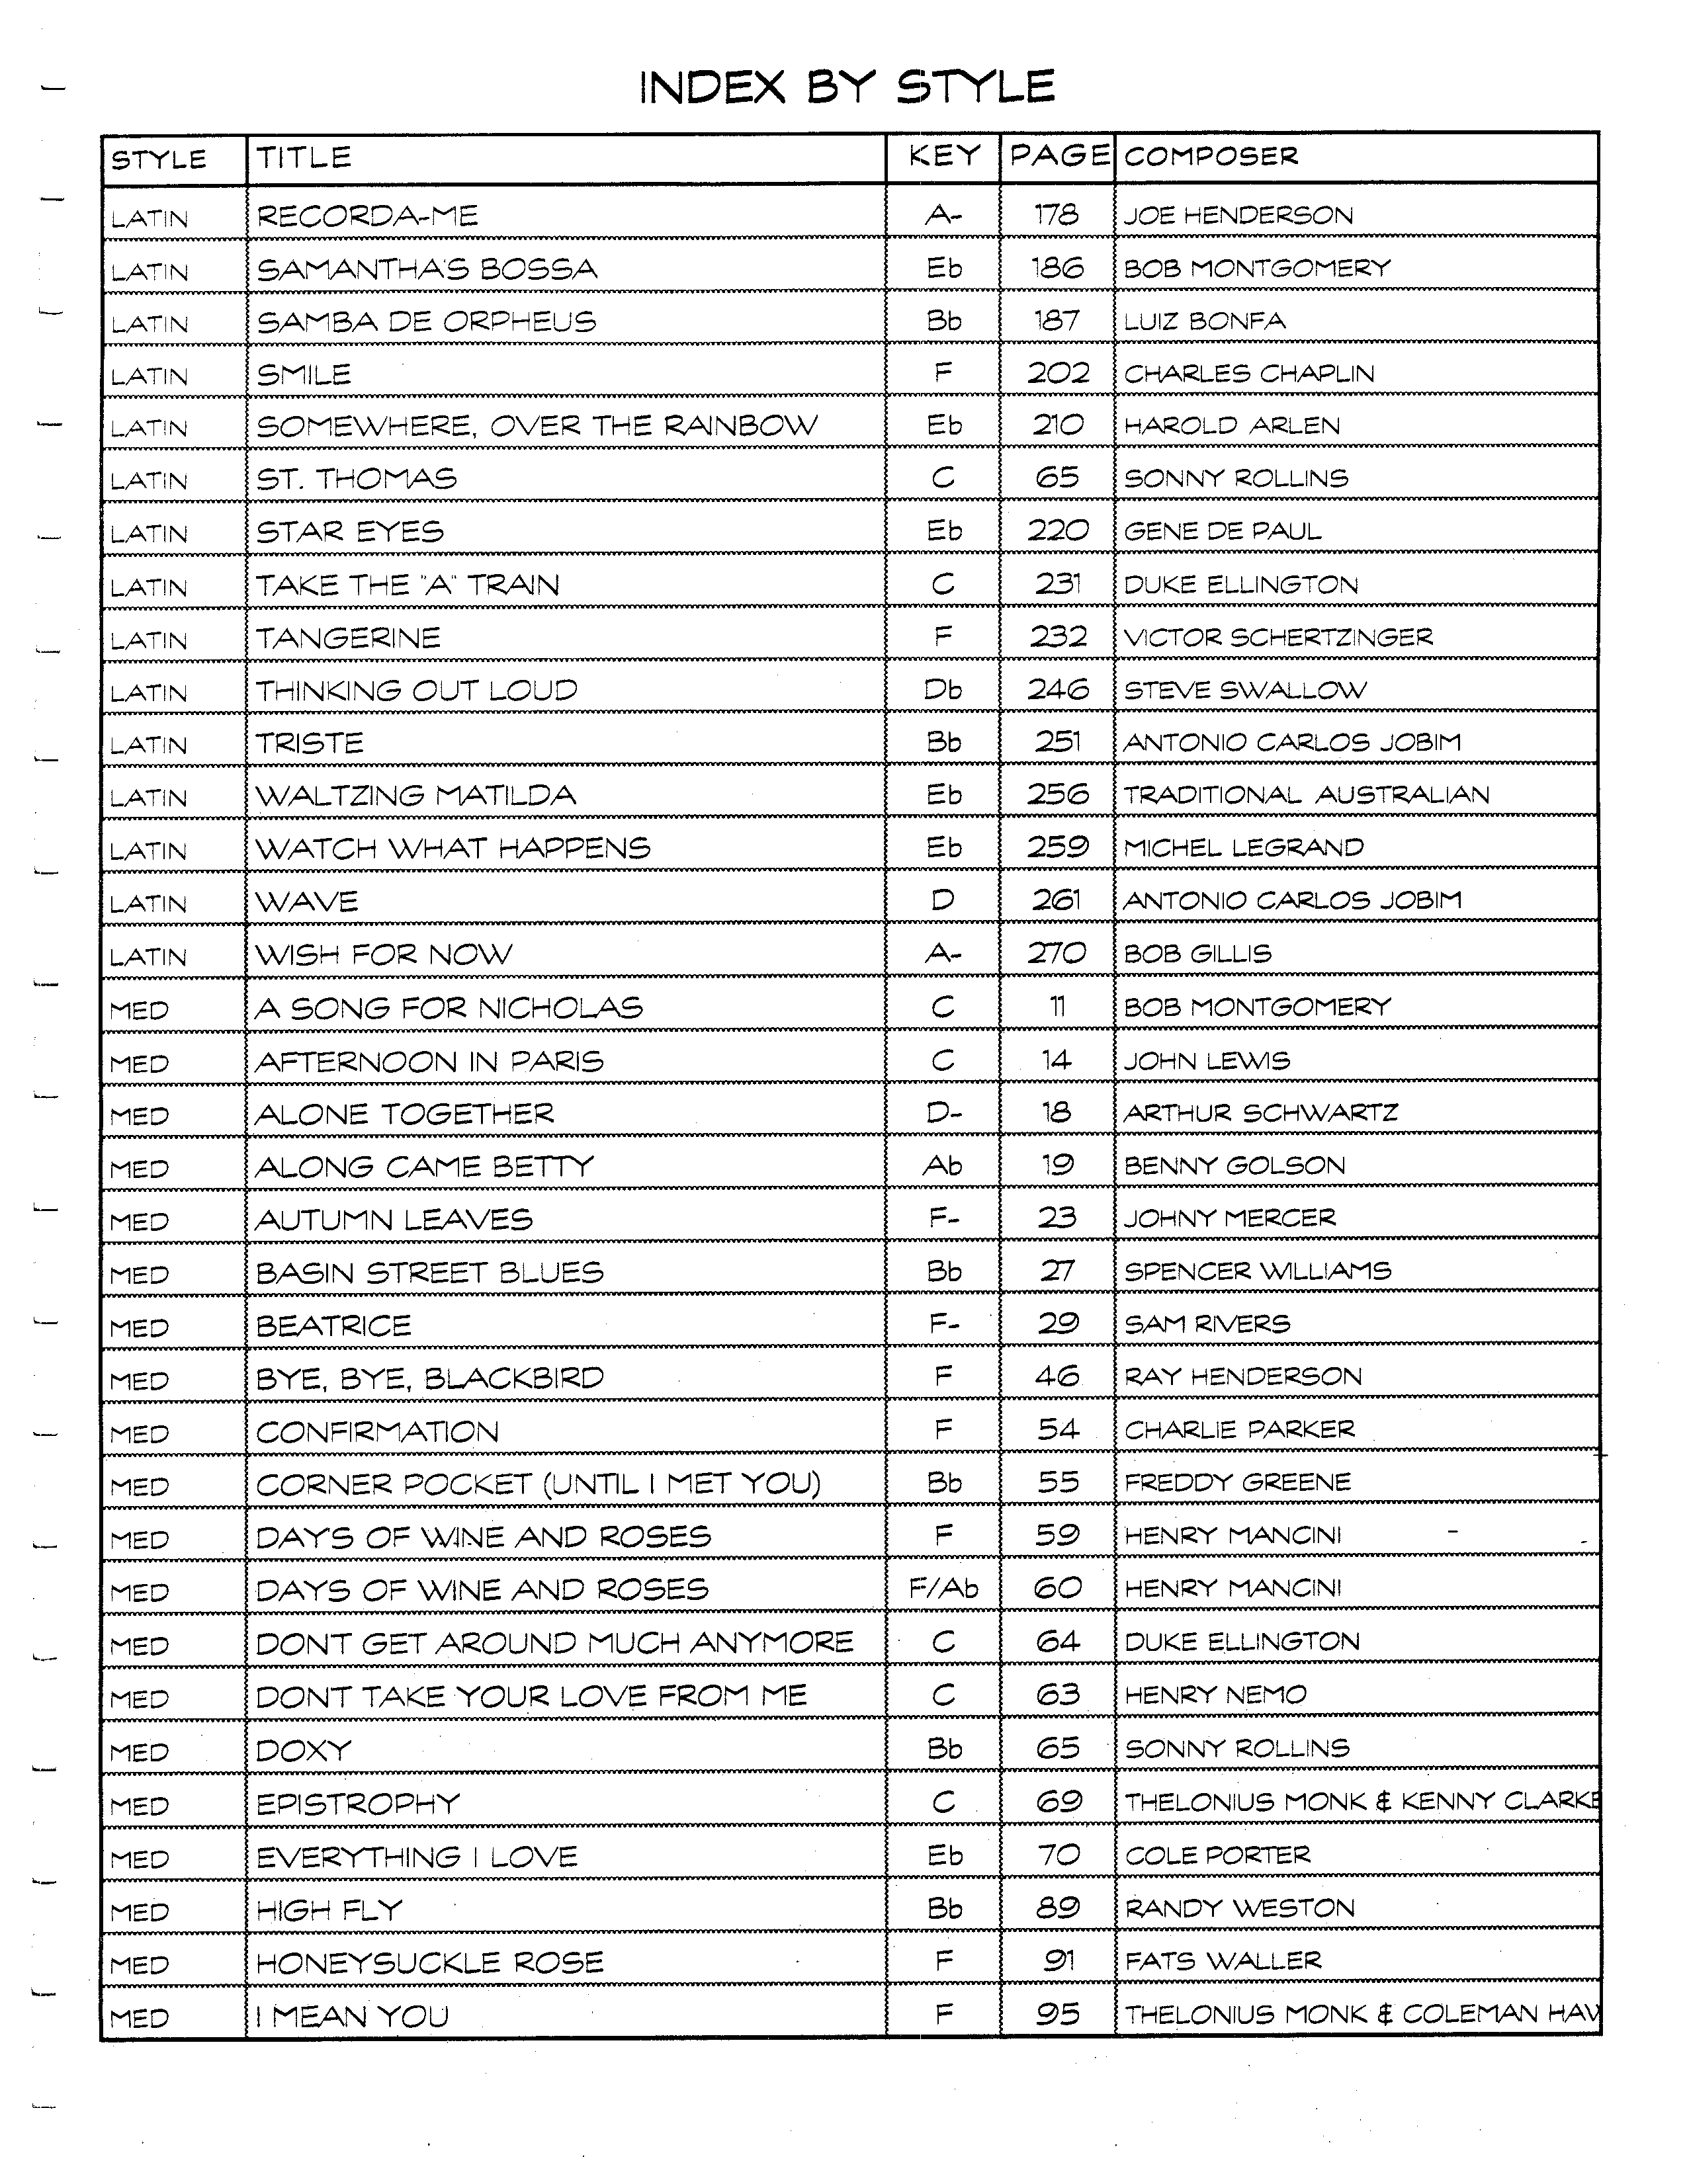 INDEX BY STYLE
STYLE TITLE KEY PAGE COMPOSER
LATIN RECORDA-ME A- 178 JOE HENDERSON
LATIN SAMANTHA'S BOSSA Eb 186 BOB MONTGOMERY
LATIN SAMBA DE ORPHEUS Bb 187 LUIZ BONFA
LATIN SMILE F 202 CHARLES CHAPLIN
LATIN SOMEWHERE, OVER THE RAINBOW Eb 210 HAROLD ARLEN
LATIN ST. THOMAS C 65 SONNY ROLLINS
LATIN STAR EYES Eb 220 GENE DE PAUL
LATIN TAKE THE "A" TRAIN C 231 DUKE ELLINGTON
LATIN TANGERINE F 232 VICTOR SCHERTZINGER
LATIN THINKING OUT LOUD Db 246 STEVE SWALLOW
LATIN TRISTE Bb 251 ANTONIO CARLOS JOBIM
LATIN WALTZING MATILDA Eb 256 TRADITIONAL AUSTRALIAN
LATIN WATCH WHAT HAPPENS Eb 259 MICHEL LEGRAND
LATIN WAVE D 261 ANTONIO CARLOS JOBIM
LATIN WISH FOR NOW A- 270 BOB GILLIS
MED A SONG FOR NICHOLAS C 11 BOB MONTGOMERY
MED AFTERNOON IN PARIS C 14 JOHN LEWIS
MED ALONE TOGETHER D- 18 ARTHUR SCHWARTZ
MED ALONG CAME BETTY Ab 19 BENNY GOLSON
MED AUTUMN LEAVES F- 23 JOHNY MERCER
MED BASIN STREET BLUES Bb 27 SPENCER WILLIAMS
MED BEATRICE F- 29 SAM RIVERS
MED BYE, BYE, BLACKBIRD F 46 RAY HENDERSON
MED CONFIRMATION F 54 CHARLIE PARKER
MED CORNER POCKET (UNTIL I MET YOU) Bb 55 FREDDY GREENE
MED DAYS OF WINE AND ROSES F 59 HENRY MANCINI
MED DAYS OF WINE AND ROSES F/Ab 60 HENRY MANCINI
MED DONT GET AROUND MUCH ANYMORE C 64 DUKE ELLINGTON
MED DONT TAKE YOUR LOVE FROM ME C 63 HENRY NEMO
MED DOXY Bb 65 SONNY ROLLINS
MED EPISTROPHY C 69 THELONIUS MONK & KENNY CLARKE
MED EVERYTHING I LOVE Eb 70 COLE PORTER
MED HIGH FLY Bb 89 RANDY WESTON
MED HONEYSUCKLE ROSE F 91 FATS WALLER
MED I MEAN YOU F 95 THELONIUS MONK & COLEMAN HAW